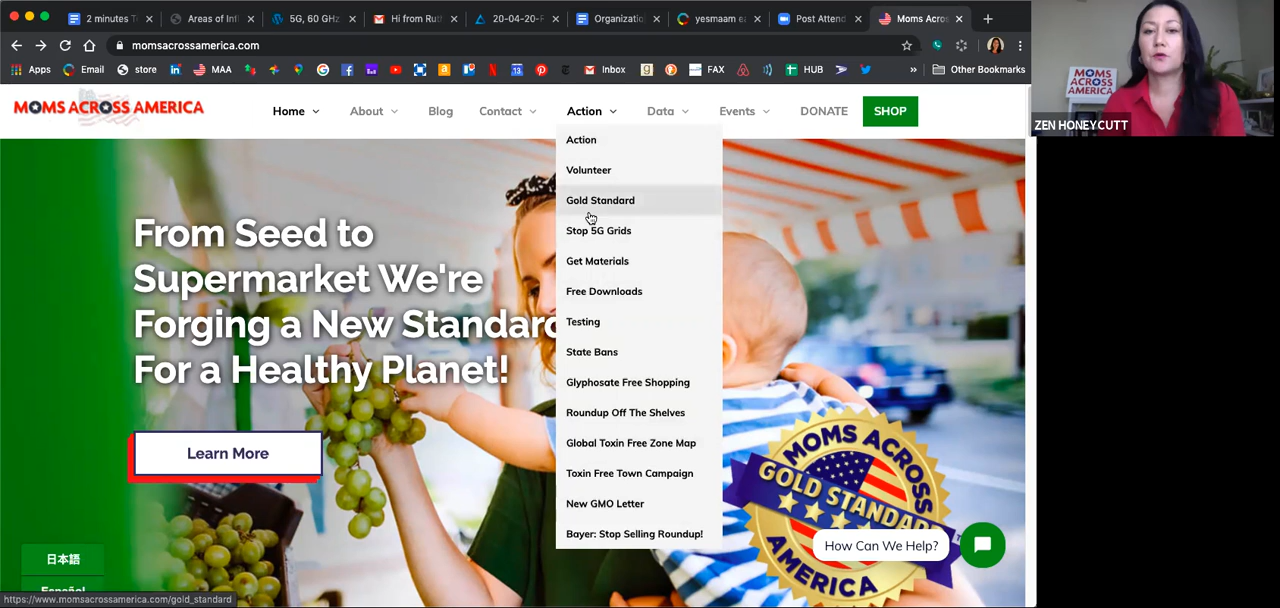 2 minutes T
Areas of Inf
5G, 60 GHz
Hi from Rut
20-04-20-F
Organizatio
yesmaam ea
Post Attend
Moms Acros
momsacrossamerica.com
Apps
Email
store
MAA
Inbox
FAX
HUB
Other Bookmarks
MOMS ACROSS AMERICA
Home
About
Blog
Contact
Action
Data
Events
DONATE
SHOP
MOMS
ACROSS
AMERICA
ZEN HONEYCUTT
Action
Volunteer
Gold Standard
Stop 5G Grids
Get Materials
Free Downloads
Testing
State Bans
Glyphosate Free Shopping
Roundup Off The Shelves
Global Toxin Free Zone Map
Toxin Free Town Campaign
New GMO Letter
Bayer: Stop Selling Roundup!
From Seed to
Supermarket We're
Forging a New Standard
For a Healthy Planet!
Learn More
MOMS ACROSS
GOLD STANDARD
AMERICA
How Can We Help?
日本語
Español
https://www.momsacrossamerica.com/gold_standard